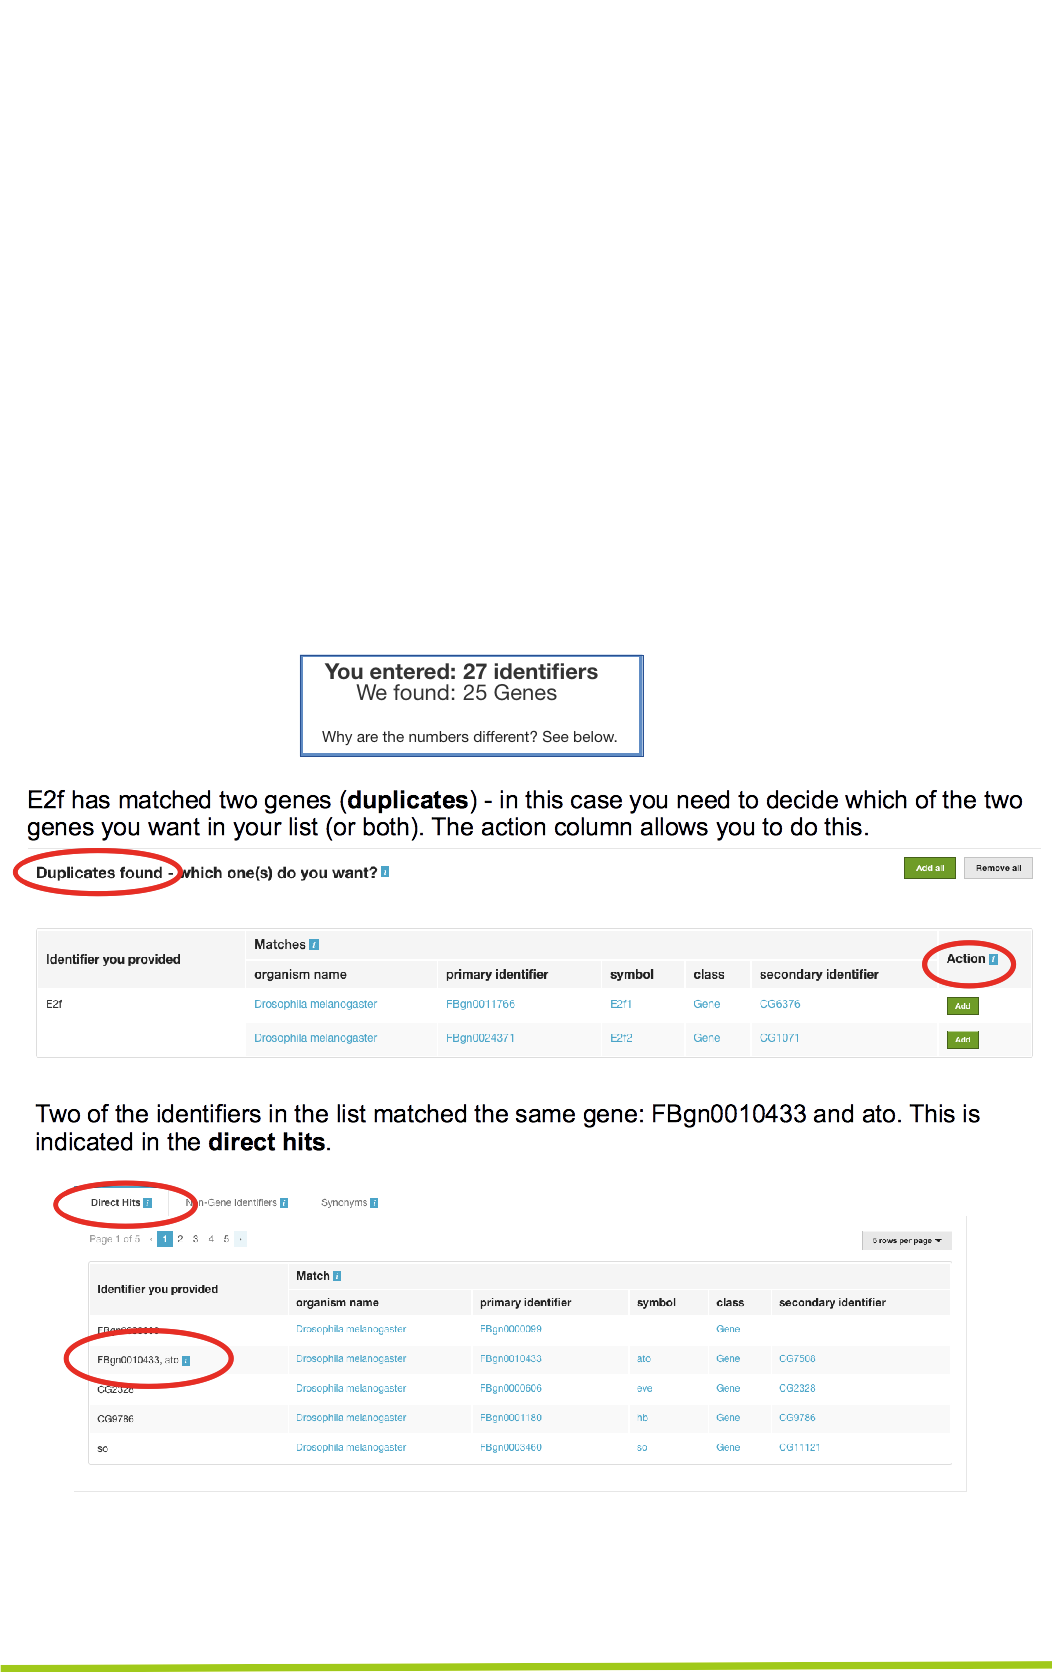 You entered: 27 identifiers
We found: 25 Genes
Why are the numbers different? See below.
E2f has matched two genes (duplicates) - in this case you need to decide which of the two
genes you want in your list (or both). The action column allows you to do this.
Duplicates found - which one(s) do you want? i
Add all Remove all
Identifier you provided Matches i Action i
organism name primary identifier symbol class secondary identifier
E2f Drosophila melanogaster FBgn0011766 E2f1 Gene CG6376 Add
Drosophila melanogaster FBgn0024371 E2f2 Gene CG1071 Add
Two of the identifiers in the list matched the same gene: FBgn0010433 and ato. This is
indicated in the direct hits.
Direct Hits i Non-Gene Identifiers i Synonyms i
Page 1 of 5 ‹ 1 2 3 4 5 › 5 rows per page
Identifier you provided Match i
organism name primary identifier symbol class secondary identifier
Drosophila melanogaster FBgn0000099 Gene
FBgn0010433, ato i Drosophila melanogaster FBgn0010433 ato Gene CG7508
CG2328 Drosophila melanogaster FBgn0000606 eve Gene CG2328
CG9786 Drosophila melanogaster FBgn0001180 hb Gene CG9786
so Drosophila melanogaster FBgn0003460 so Gene CG11121